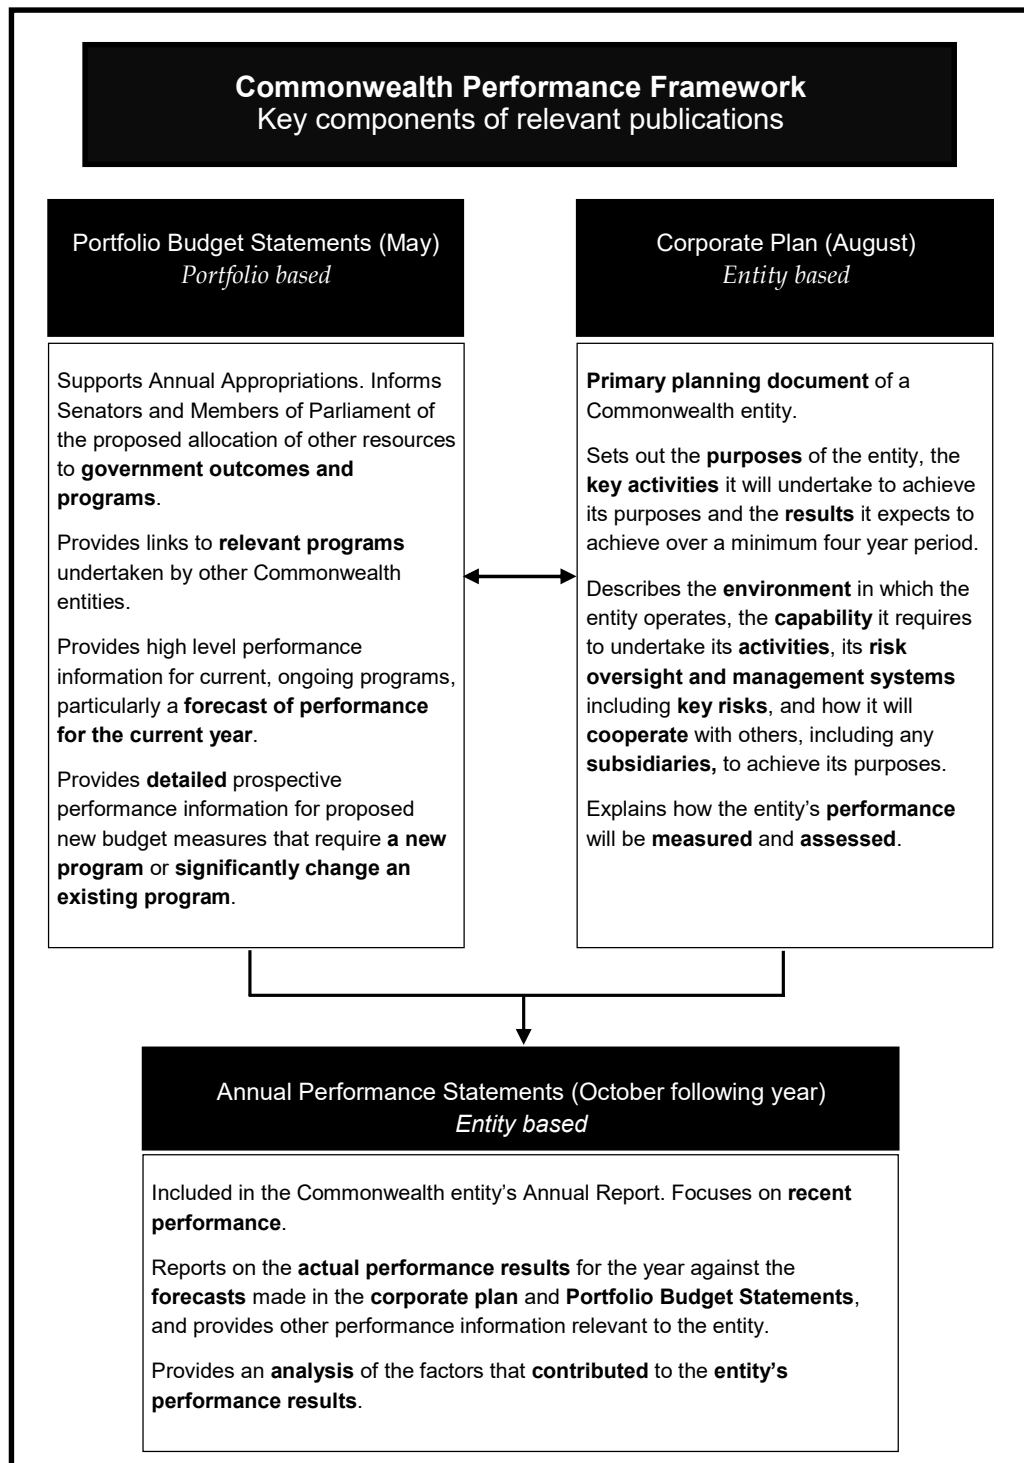 Commonwealth Performance Framework
Key components of relevant publications
Portfolio Budget Statements (May)
Portfolio based
Supports Annual Appropriations. Informs
Senators and Members of Parliament of
the proposed allocation of other resources
to government outcomes and
programs.
Provides links to relevant programs
undertaken by other Commonwealth
entities.
Provides high level performance
information for current, ongoing programs,
particularly a forecast of performance
for the current year.
Provides detailed prospective
performance information for proposed
new budget measures that require a new
program or significantly change an
existing program.
Corporate Plan (August)
Entity based
Primary planning document of a
Commonwealth entity.
Sets out the purposes of the entity, the
key activities it will undertake to achieve
its purposes and the results it expects to
achieve over a minimum four year period.
Describes the environment in which the
entity operates, the capability it requires
to undertake its activities, its risk
oversight and management systems
including key risks, and how it will
cooperate with others, including any
subsidiaries, to achieve its purposes.
Explains how the entity’s performance
will be measured and assessed.
Annual Performance Statements (October following year)
Entity based
Included in the Commonwealth entity’s Annual Report. Focuses on recent
performance.
Reports on the actual performance results for the year against the
forecasts made in the corporate plan and Portfolio Budget Statements,
and provides other performance information relevant to the entity.
Provides an analysis of the factors that contributed to the entity’s
performance results.